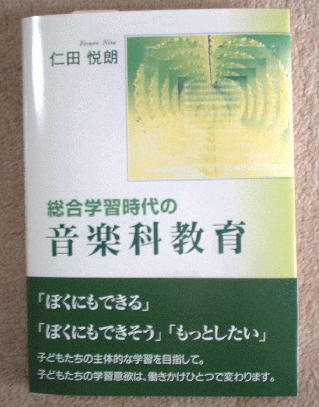 Etsuro Nita
仁田 悦朗
総合学習時代の
音楽科教育
「ぼくにもできる」
「ぼくにもできそう」「もっとしたい」
子どもたちの主体的な学習を目指して。
子どもたちの学習意欲は、働きかけひとつで変わります。